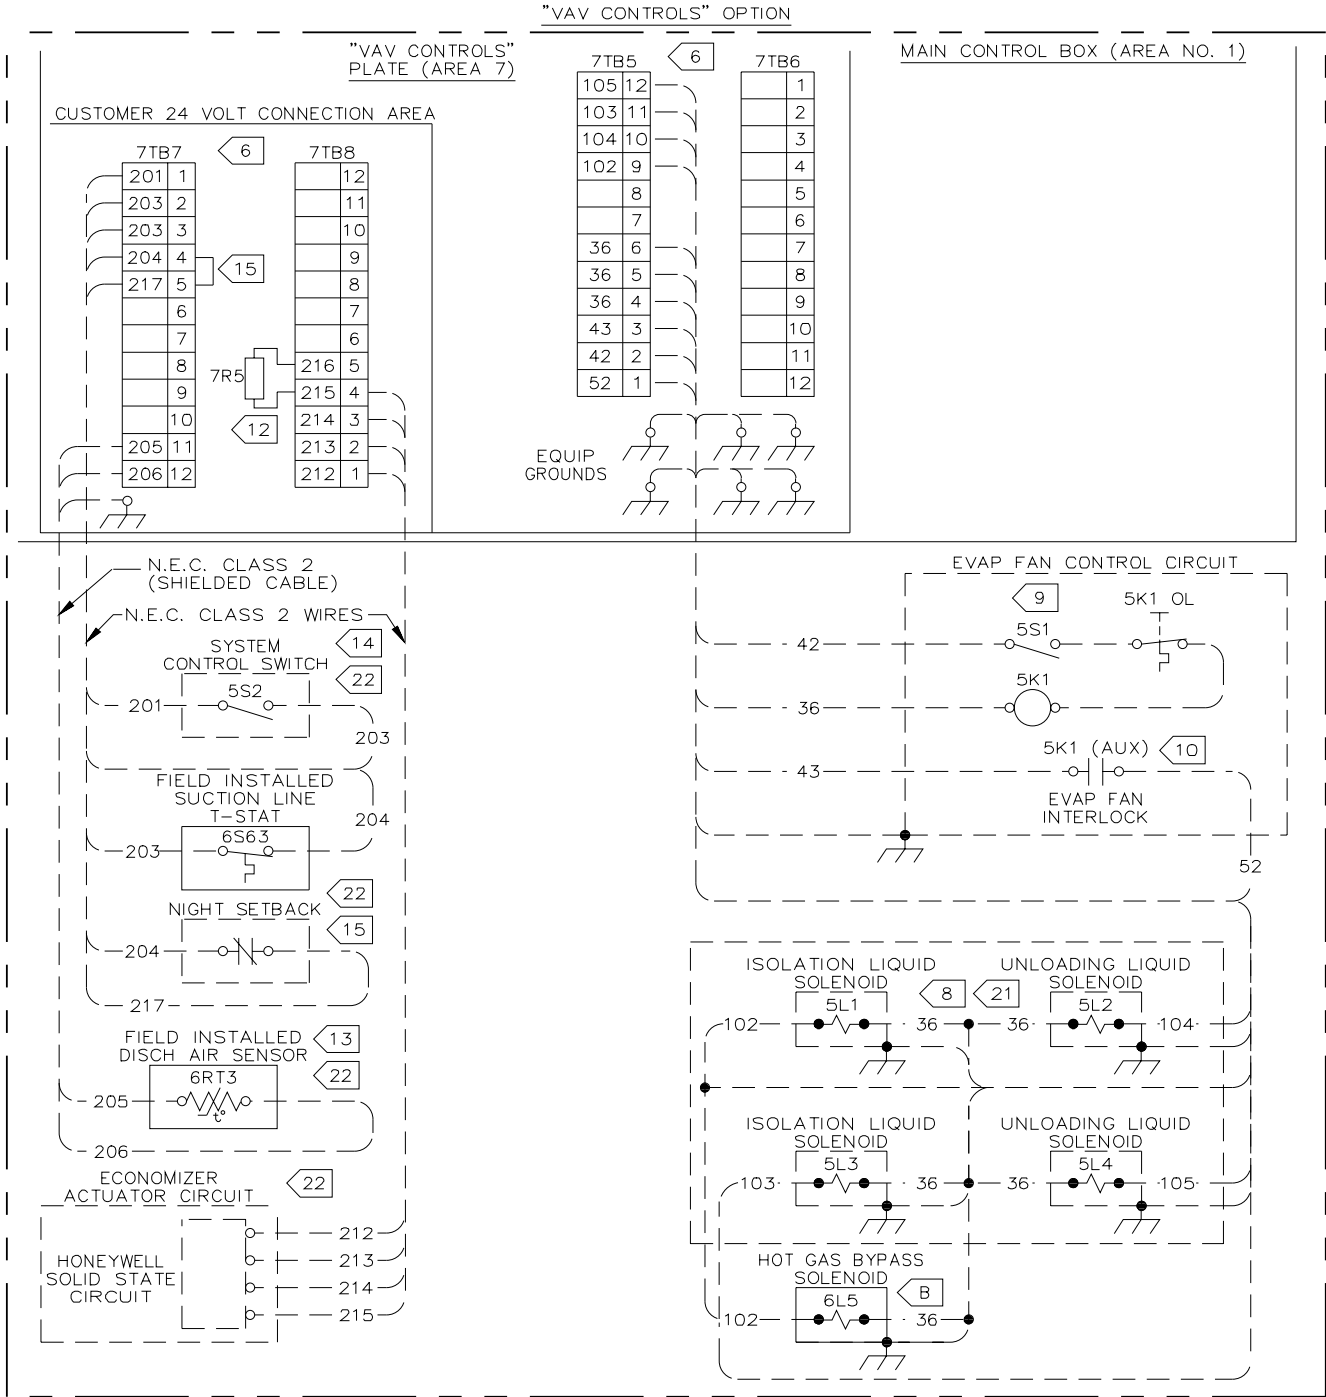 "VAV CONTROLS" OPTION
"VAV CONTROLS"
PLATE (AREA 7)
MAIN CONTROL BOX (AREA NO. 1)
CUSTOMER 24 VOLT CONNECTION AREA
7TB7
6
7TB8
201 1
203 2
203 3
204 4
217 5
6
7
8
9
10
205 11
206 12
15
12
11
10
9
8
7
6
216 5
215 4
214 3
213 2
212 1
7R5
12
7TB5
6
7TB6
105 12
103 11
104 10
102 9
8
7
36 6
36 5
36 4
43 3
42 2
52 1
1
2
3
4
5
6
7
8
9
10
11
12
EQUIP
GROUNDS
N.E.C. CLASS 2
(SHIELDED CABLE)
N.E.C. CLASS 2 WIRES
SYSTEM
CONTROL SWITCH
14
22
5S2
201
203
FIELD INSTALLED
SUCTION LINE
T-STAT
204
6S63
203
22
NIGHT SETBACK
15
204
217
FIELD INSTALLED
DISCH AIR SENSOR
13
22
6RT3
t°
205
206
ECONOMIZER
ACTUATOR CIRCUIT
22
HONEYWELL
SOLID STATE
CIRCUIT
212
213
214
215
EVAP FAN CONTROL CIRCUIT
9
5K1 OL
5S1
42
5K1
36
5K1 (AUX)
10
43
EVAP FAN
INTERLOCK
52
ISOLATION LIQUID
SOLENOID
5L1
8
21
UNLOADING LIQUID
SOLENOID
5L2
102
36
36
104
ISOLATION LIQUID
SOLENOID
5L3
UNLOADING LIQUID
SOLENOID
5L4
103
36
36
105
HOT GAS BYPASS
SOLENOID
6L5
B
102
36